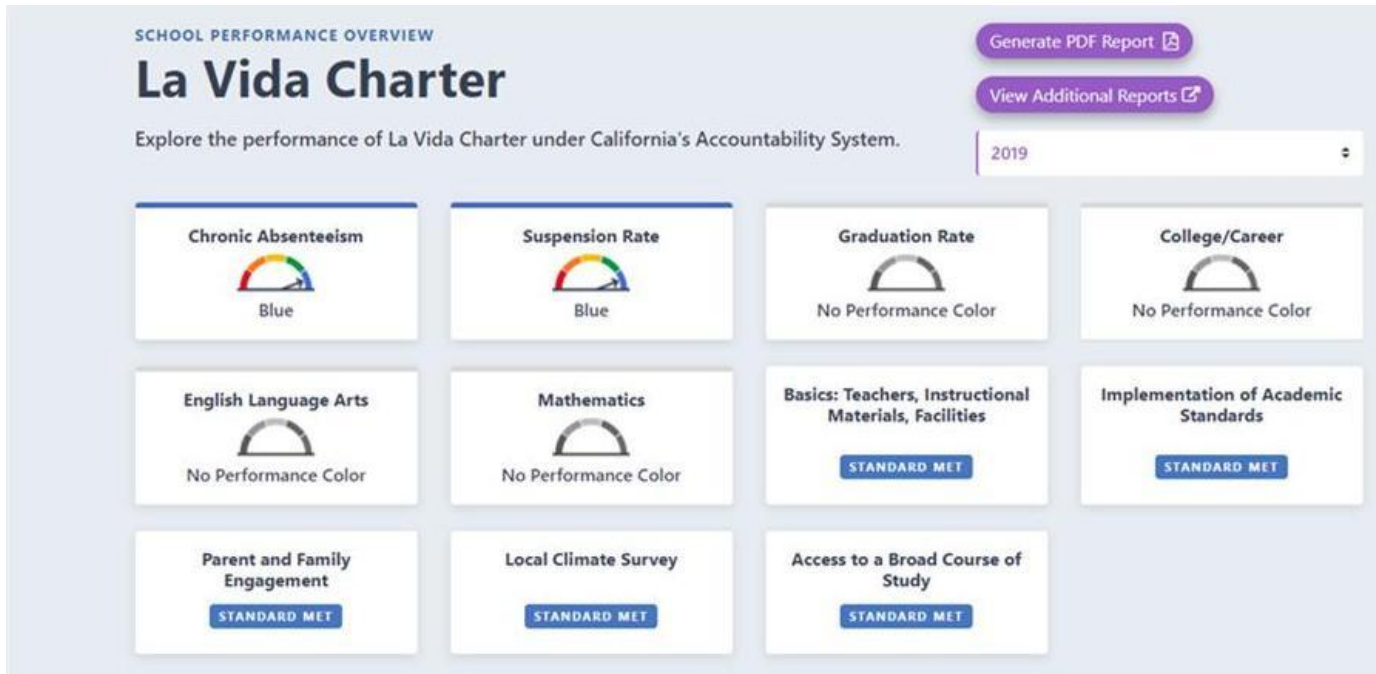 SCHOOL PERFORMANCE OVERVIEW
La Vida Charter
Explore the performance of La Vida Charter under California's Accountability System.
Generate PDF Report
View Additional Reports
2019
Chronic Absenteeism
Blue
Suspension Rate
Blue
Graduation Rate
No Performance Color
College/Career
No Performance Color
English Language Arts
No Performance Color
Mathematics
No Performance Color
Basics: Teachers, Instructional
Materials, Facilities
STANDARD MET
Implementation of Academic
Standards
STANDARD MET
Parent and Family
Engagement
STANDARD MET
Local Climate Survey
STANDARD MET
Access to a Broad Course of
Study
STANDARD MET